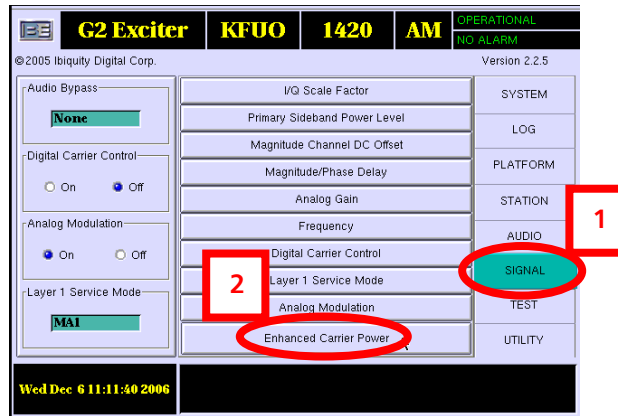 BE G2 Exciter KFUO 1420 AM OPERATIONAL
NO ALARM
©2005 Ibiquity Digital Corp. Version 2.2.5
Audio Bypass
None
Digital Carrier Control
On Off
Analog Modulation
On Off
Layer 1 Service Mode
MA1
I/Q Scale Factor
Primary Sideband Power Level
Magnitude Channel DC Offset
Magnitude/Phase Delay
Analog Gain
Frequency
Digital Carrier Control
Layer 1 Service Mode
Analog Modulation
Enhanced Carrier Power
2
SYSTEM
LOG
PLATFORM
STATION
AUDIO
SIGNAL
TEST
UTILITY
1
Wed Dec 6 11:11:40 2006